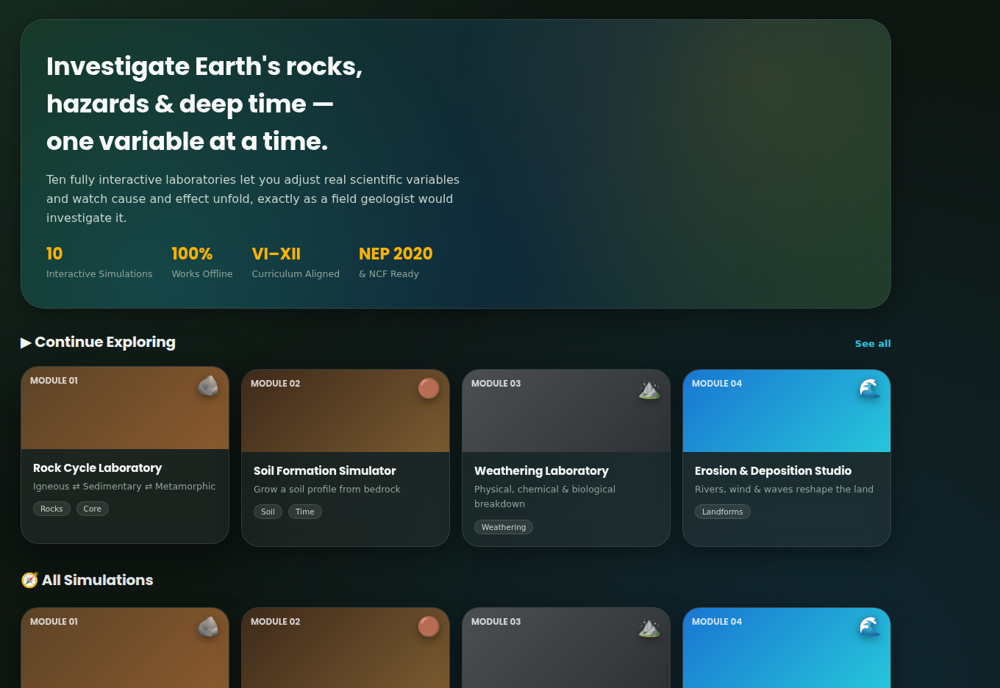 Investigate Earth's rocks,
hazards & deep time —
one variable at a time.
Ten fully interactive laboratories let you adjust real scientific variables
and watch cause and effect unfold, exactly as a field geologist would
investigate it.
10
Interactive Simulations
100%
Works Offline
VI–XII
Curriculum Aligned
NEP 2020
& NCF Ready
▶ Continue Exploring
See all
MODULE 01
Rock Cycle Laboratory
Igneous ⇄ Sedimentary ⇄ Metamorphic
Rocks
Core
MODULE 02
Soil Formation Simulator
Grow a soil profile from bedrock
Soil
Time
MODULE 03
Weathering Laboratory
Physical, chemical & biological
breakdown
Weathering
MODULE 04
Erosion & Deposition Studio
Rivers, wind & waves reshape the land
Landforms
🧭 All Simulations
MODULE 01
MODULE 02
MODULE 03
MODULE 04